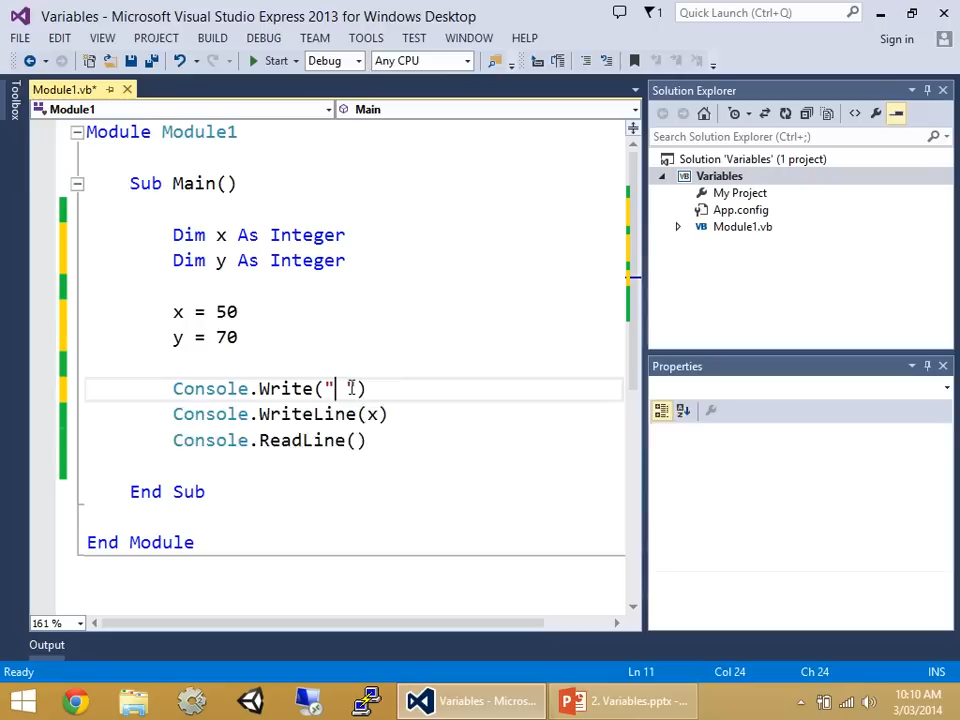 Variables - Microsoft Visual Studio Express 2013 for Windows Desktop
1
Quick Launch (Ctrl+Q)
FILE EDIT VIEW PROJECT BUILD DEBUG TEAM TOOLS TEST WINDOW HELP
Sign in
Start Debug Any CPU
Toolbox
Module1.vb*
Module1 Main
Module Module1
Sub Main()
Dim x As Integer
Dim y As Integer
x = 50
y = 70
Console.Write(" ")
Console.WriteLine(x)
Console.ReadLine()
End Sub
End Module
161 %
Solution Explorer
Search Solution Explorer (Ctrl+;)
Solution 'Variables' (1 project)
VB Variables
My Project
App.config
VB Module1.vb
Properties
Output
Ready Ln 11 Col 24 Ch 24 INS
Variables - Micros...
2. Variables.pptx - ...
10:10 AM
3/03/2014